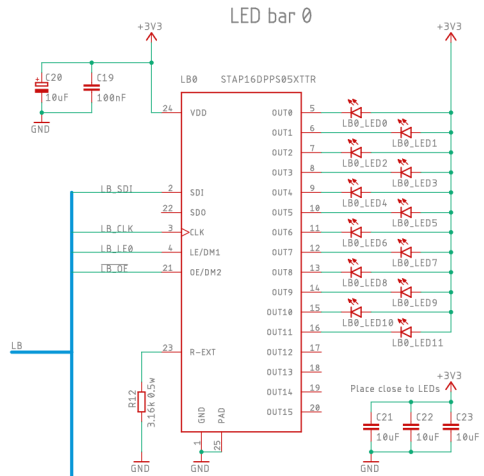 LED bar 0
+3V3
+3V3
C20
10uF
C19
100nF
GND
LB0
STAP16DPPS05XTTR
24
VDD
OUT0
5
LB0_LED0
OUT1
6
LB0_LED1
OUT2
7
LB0_LED2
OUT3
8
LB0_LED3
LB_SDI
2
SDI
OUT4
9
LB0_LED4
22
SDO
OUT5
10
LB0_LED5
LB_CLK
3
CLK
OUT6
11
LB0_LED6
LB_LE0
4
LE/DM1
OUT7
12
LB0_LED7
LB_OE
21
OE/DM2
OUT8
13
LB0_LED8
OUT9
14
LB0_LED9
OUT10
15
LB0_LED10
OUT11
16
LB0_LED11
LB
23
R-EXT
OUT12
17
OUT13
18
OUT14
19
OUT15
20
R12
3.16k 0.5w
GND
GND
1
PAD
25
GND
+3V3
Place close to LEDs
C21
10uF
C22
10uF
C23
10uF
GND